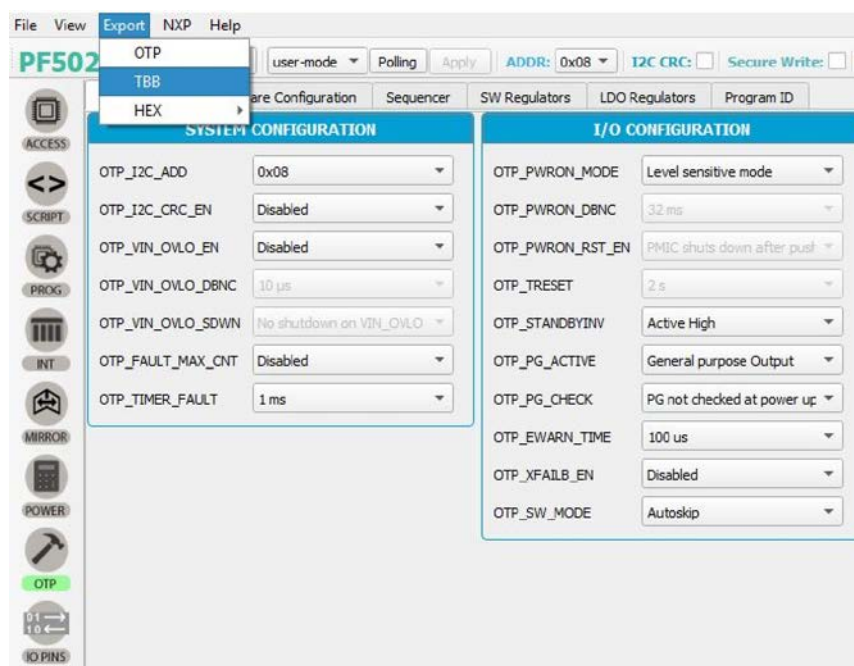 File View Export NXP Help
PF502
OTP
TBB
HEX
user-mode Polling Apply ADDR: 0x08 I2C CRC: Secure Write:
are Configuration Sequencer SW Regulators LDO Regulators Program ID
ACCESS
SCRIPT
PROG
INT
MIRROR
POWER
OTP
IO PINS
SYSTEM CONFIGURATION
OTP_I2C_ADD 0x08
OTP_I2C_CRC_EN Disabled
OTP_VIN_OVLO_EN Disabled
OTP_VIN_OVLO_DBNC 10 µs
OTP_VIN_OVLO_SDWN No shutdown on VIN_OVLO
OTP_FAULT_MAX_CNT Disabled
OTP_TIMER_FAULT 1 ms
I/O CONFIGURATION
OTP_PWRON_MODE Level sensitive mode
OTP_PWRON_DBNC 32 ms
OTP_PWRON_RST_EN PMIC shuts down after push
OTP_TRESET 2 s
OTP_STANDBYINV Active High
OTP_PG_ACTIVE General purpose Output
OTP_PG_CHECK PG not checked at power up
OTP_EWARN_TIME 100 us
OTP_XFAILB_EN Disabled
OTP_SW_MODE Autoskip